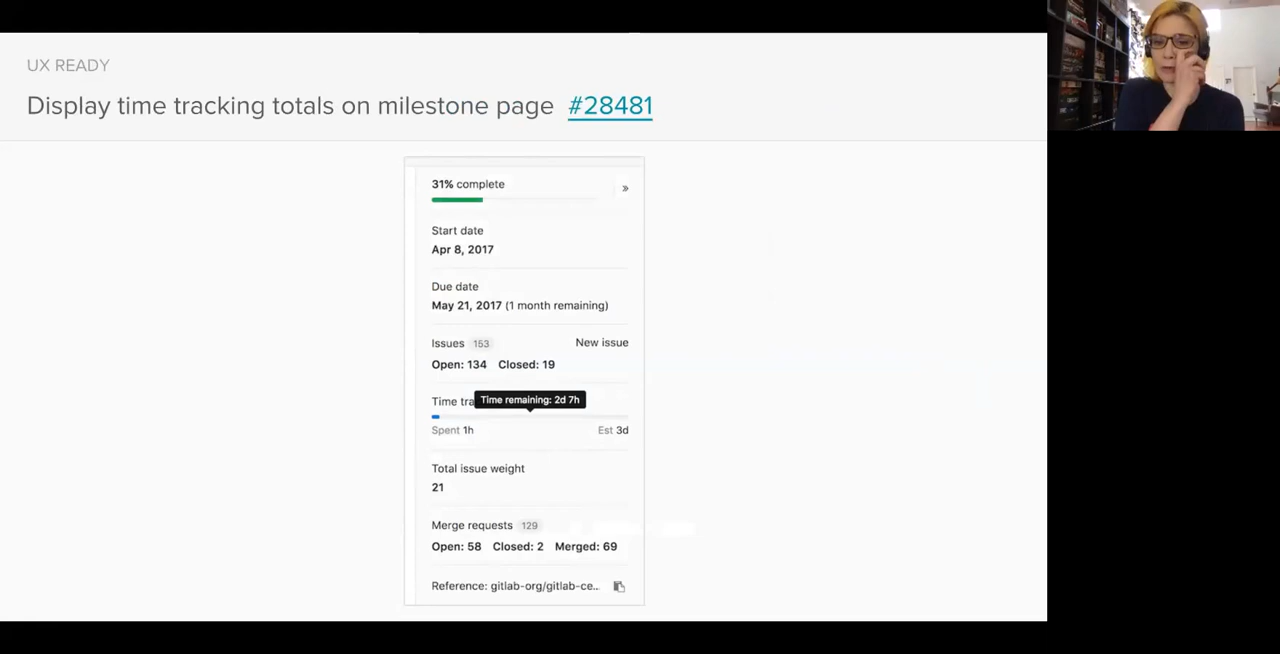 UX READY
Display time tracking totals on milestone page #28481
31% complete »
Start date
Apr 8, 2017
Due date
May 21, 2017 (1 month remaining)
Issues 153 New issue
Open: 134 Closed: 19
Time tra Time remaining: 2d 7h
Spent 1h Est 3d
Total issue weight
21
Merge requests 129
Open: 58 Closed: 2 Merged: 69
Reference: gitlab-org/gitlab-ce...